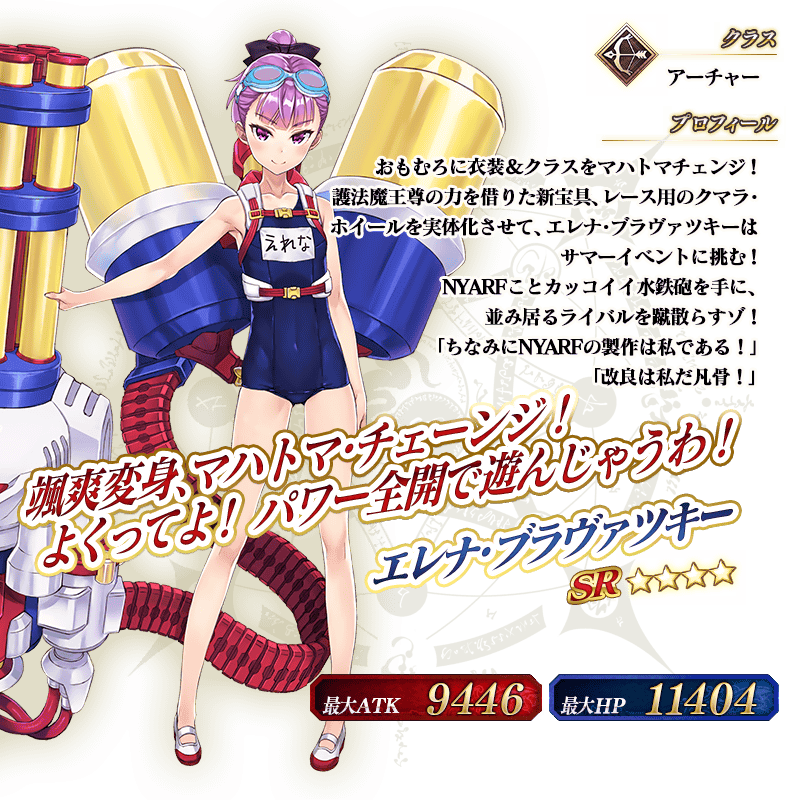 クラス
アーチャー
プロフィール
おもむろに衣装&クラスをマハトマチェンジ！
護法魔王尊の力を借りた新宝具、レース用のクマラ・
ホイールを実体化させて、エレナ・ブラヴァツキーは
サマーイベントに挑む！
NYARFことカッコイイ水鉄砲を手に、
並み居るライバルを蹴散らすゾ！
「ちなみにNYARFの製作は私である！」
「改良は私だ凡骨！」
えれな
颯爽変身、マハトマ・チェーンジ！
よくってよ！ パワー全開で遊んじゃうわ！
エレナ・ブラヴァツキー
SR ★★★★
最大ATK 9446
最大HP 11404